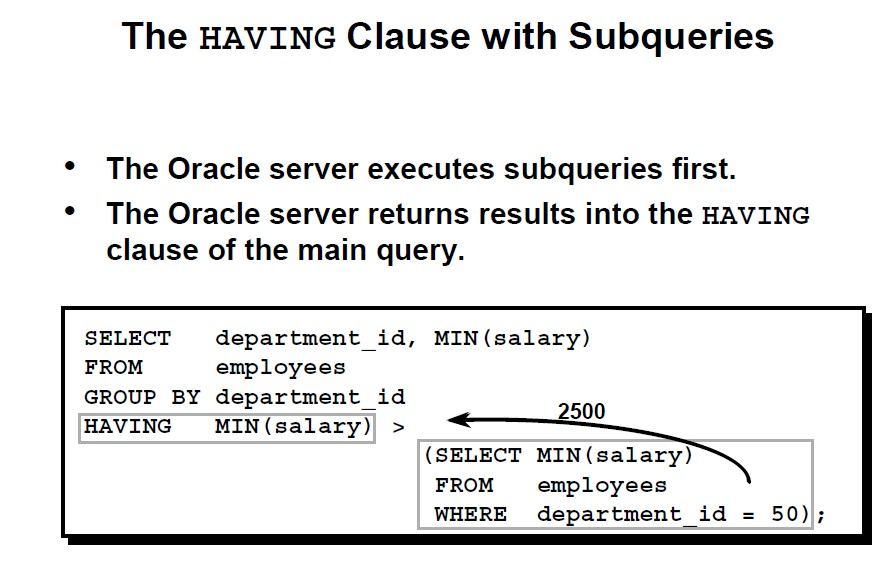 The HAVING Clause with Subqueries
• The Oracle server executes subqueries first.
• The Oracle server returns results into the HAVING
clause of the main query.
SELECT department_id, MIN(salary)
FROM employees
GROUP BY department_id
HAVING MIN(salary) >
2500
(SELECT MIN(salary)
FROM employees
WHERE department_id = 50);